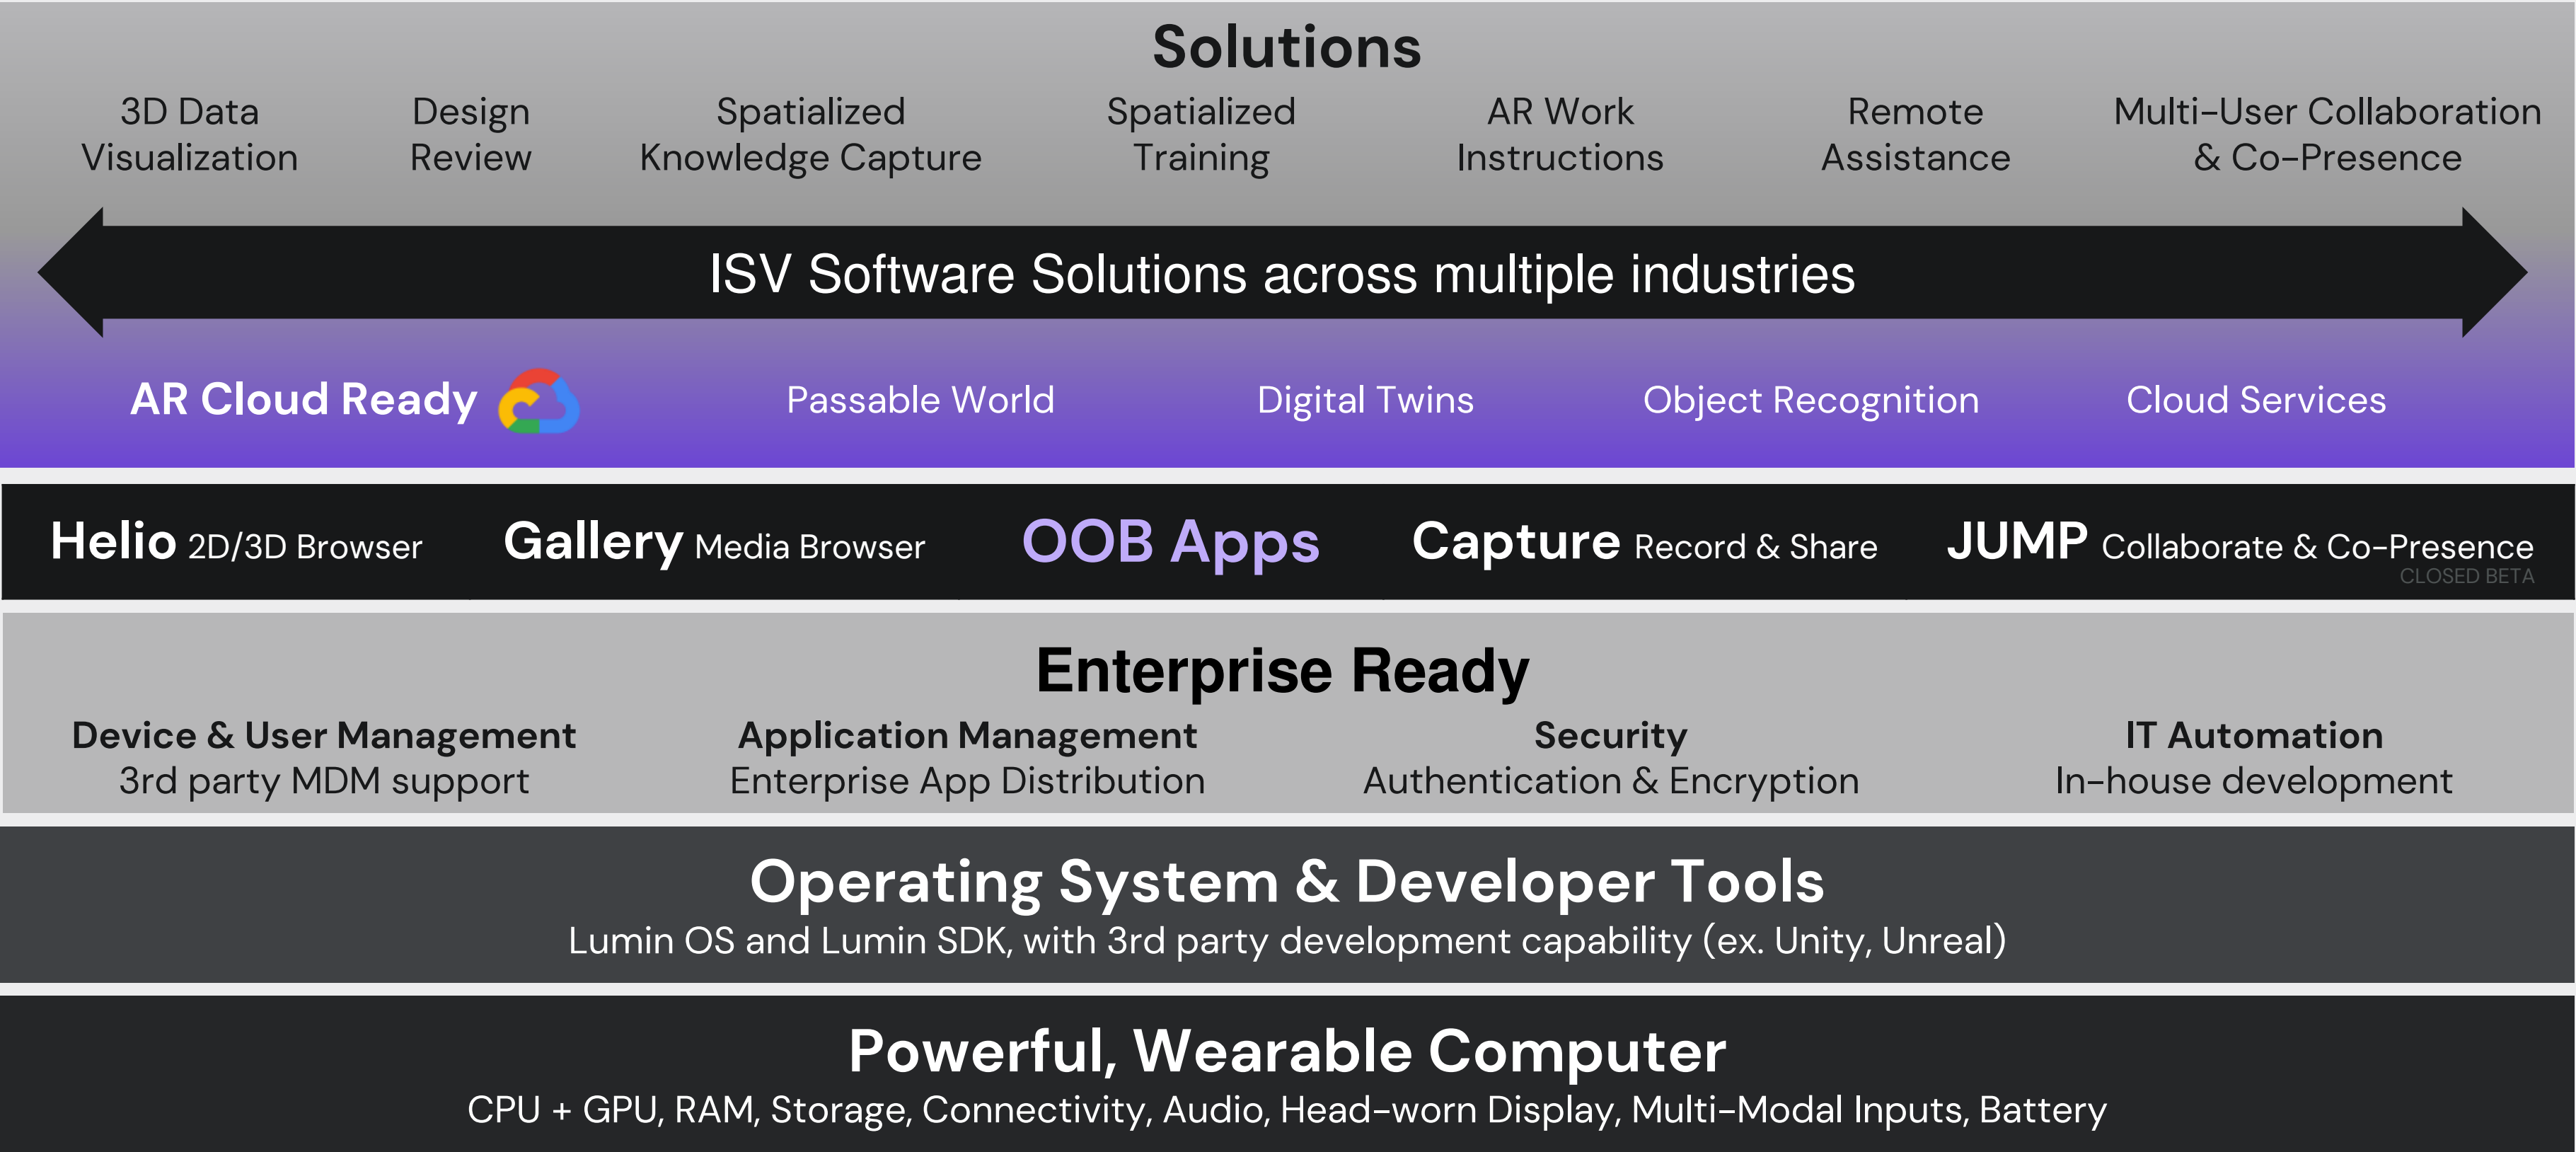 Solutions
3D Data
Visualization
Design
Review
Spatialized
Knowledge Capture
Spatialized
Training
AR Work
Instructions
Remote
Assistance
Multi-User Collaboration
& Co-Presence
ISV Software Solutions across multiple industries
AR Cloud Ready
Passable World
Digital Twins
Object Recognition
Cloud Services
Helio 2D/3D Browser
Gallery Media Browser
OOB Apps
Capture Record & Share
JUMP Collaborate & Co-Presence
CLOSED BETA
Enterprise Ready
Device & User Management
3rd party MDM support
Application Management
Enterprise App Distribution
Security
Authentication & Encryption
IT Automation
In-house development
Operating System & Developer Tools
Lumin OS and Lumin SDK, with 3rd party development capability (ex. Unity, Unreal)
Powerful, Wearable Computer
CPU + GPU, RAM, Storage, Connectivity, Audio, Head-worn Display, Multi-Modal Inputs, Battery